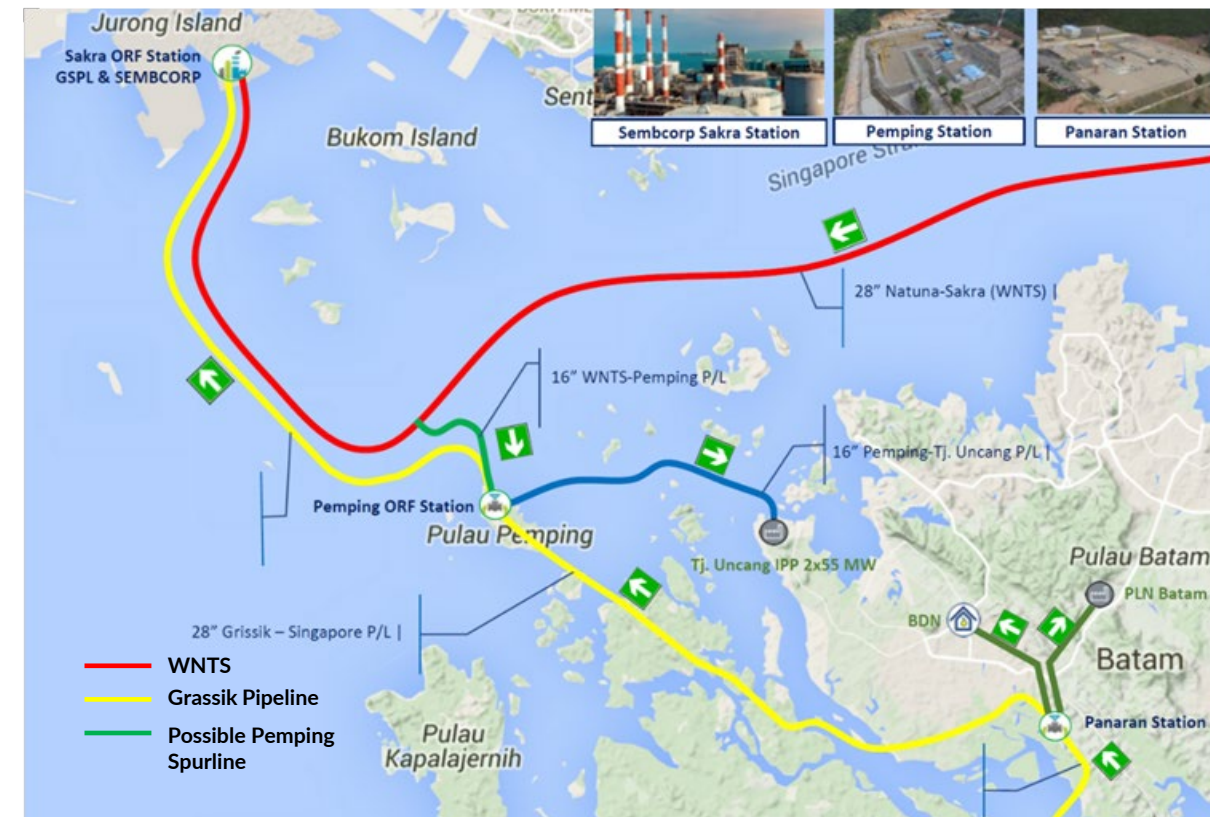 Jurong Island
Sakra ORF Station
GSPL & SEMBCORP
Bukom Island
Sent
Sembcorp Sakra Station
Pemping Station
Panaran Station
Singapore
28” Natuna-Sakra (WNTS) |
16” WNTS-Pemping P/L
16” Pemping-Tj. Uncang P/L |
Pemping ORF Station
Pulau Pemping
Tj. Uncang IPP 2x55 MW
Pulau Batam
PLN Batam
BDN
28” Grissik – Singapore P/L |
Batam
WNTS
Grassik Pipeline
Possible Pemping
Spurline
Pulau
Kapalajernih
Panaran Station